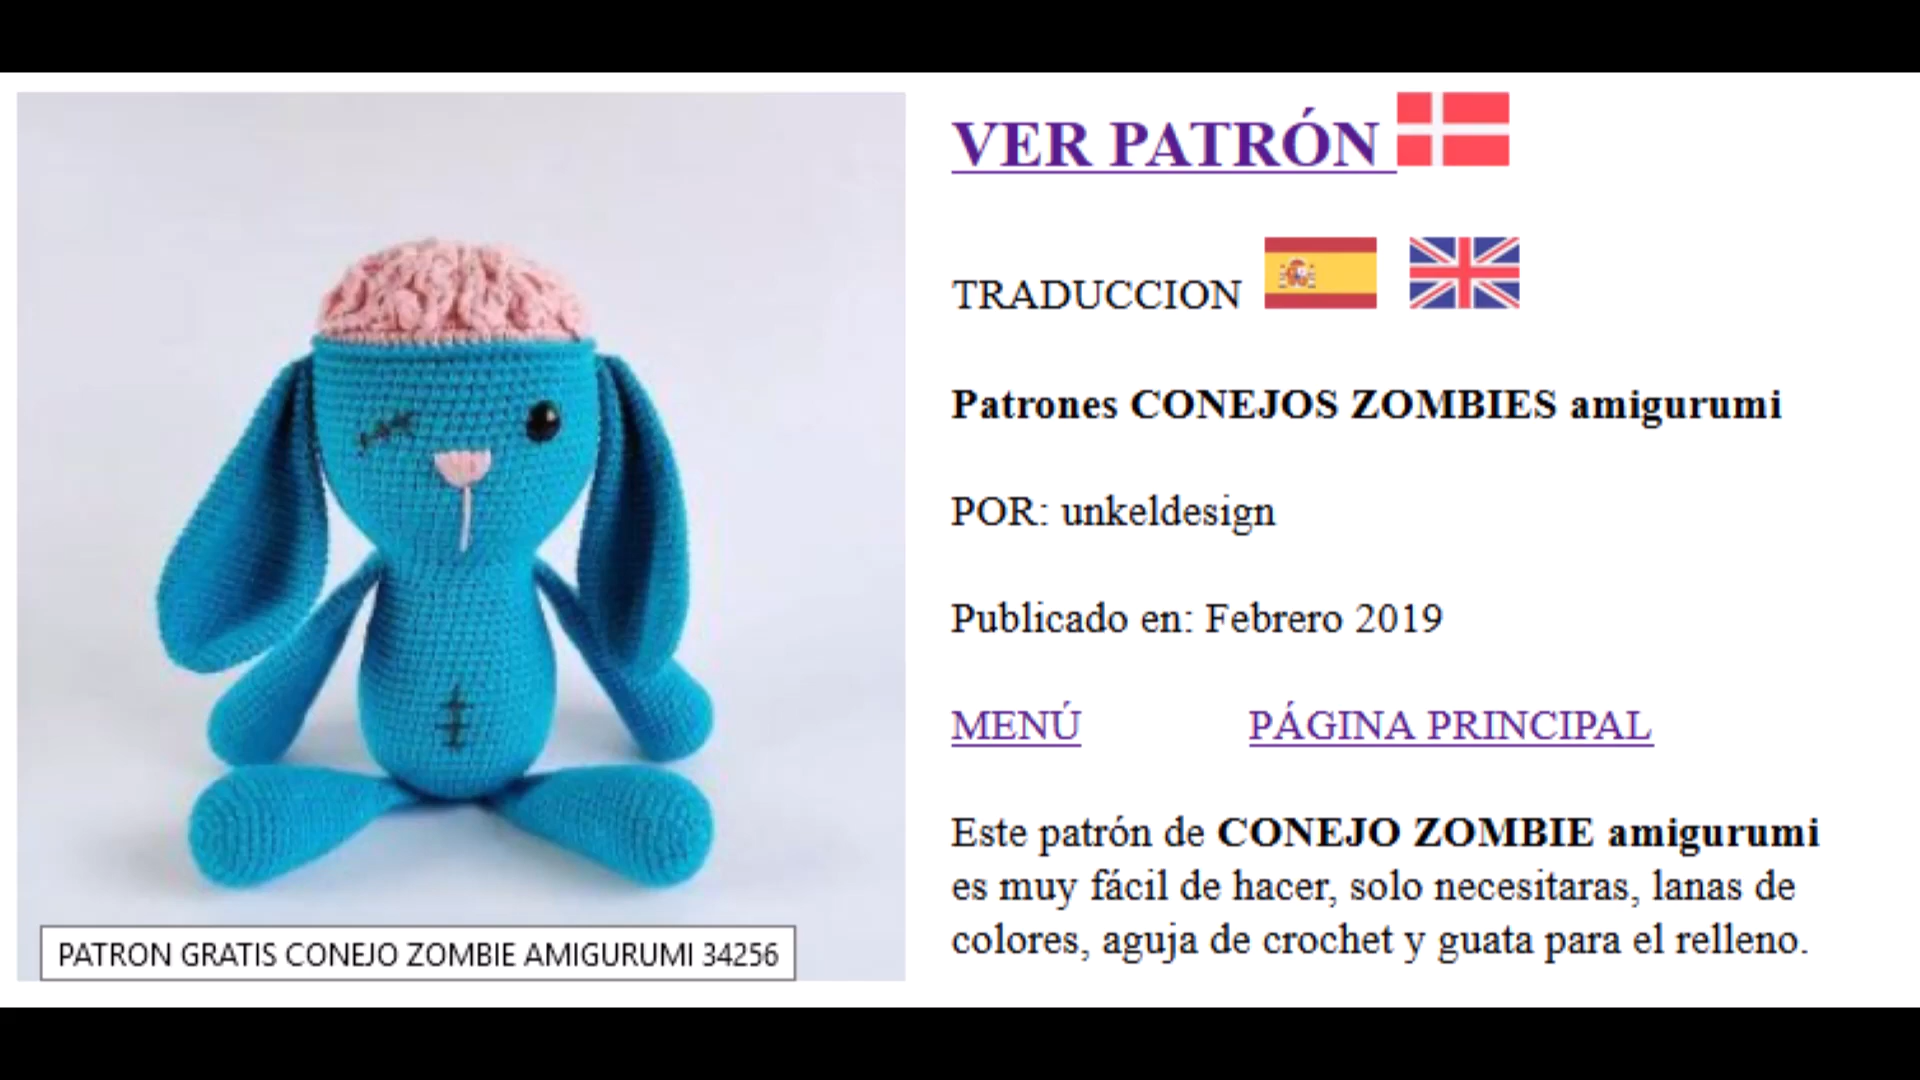 VER PATRÓN
TRADUCCION
Patrones CONEJOS ZOMBIES amigurumi
POR: unkeldesign
Publicado en: Febrero 2019
MENÚ PÁGINA PRINCIPAL
Este patrón de CONEJO ZOMBIE amigurumi
es muy fácil de hacer, solo necesitaras, lanas de
colores, aguja de crochet y guata para el relleno.
PATRON GRATIS CONEJO ZOMBIE AMIGURUMI 34256